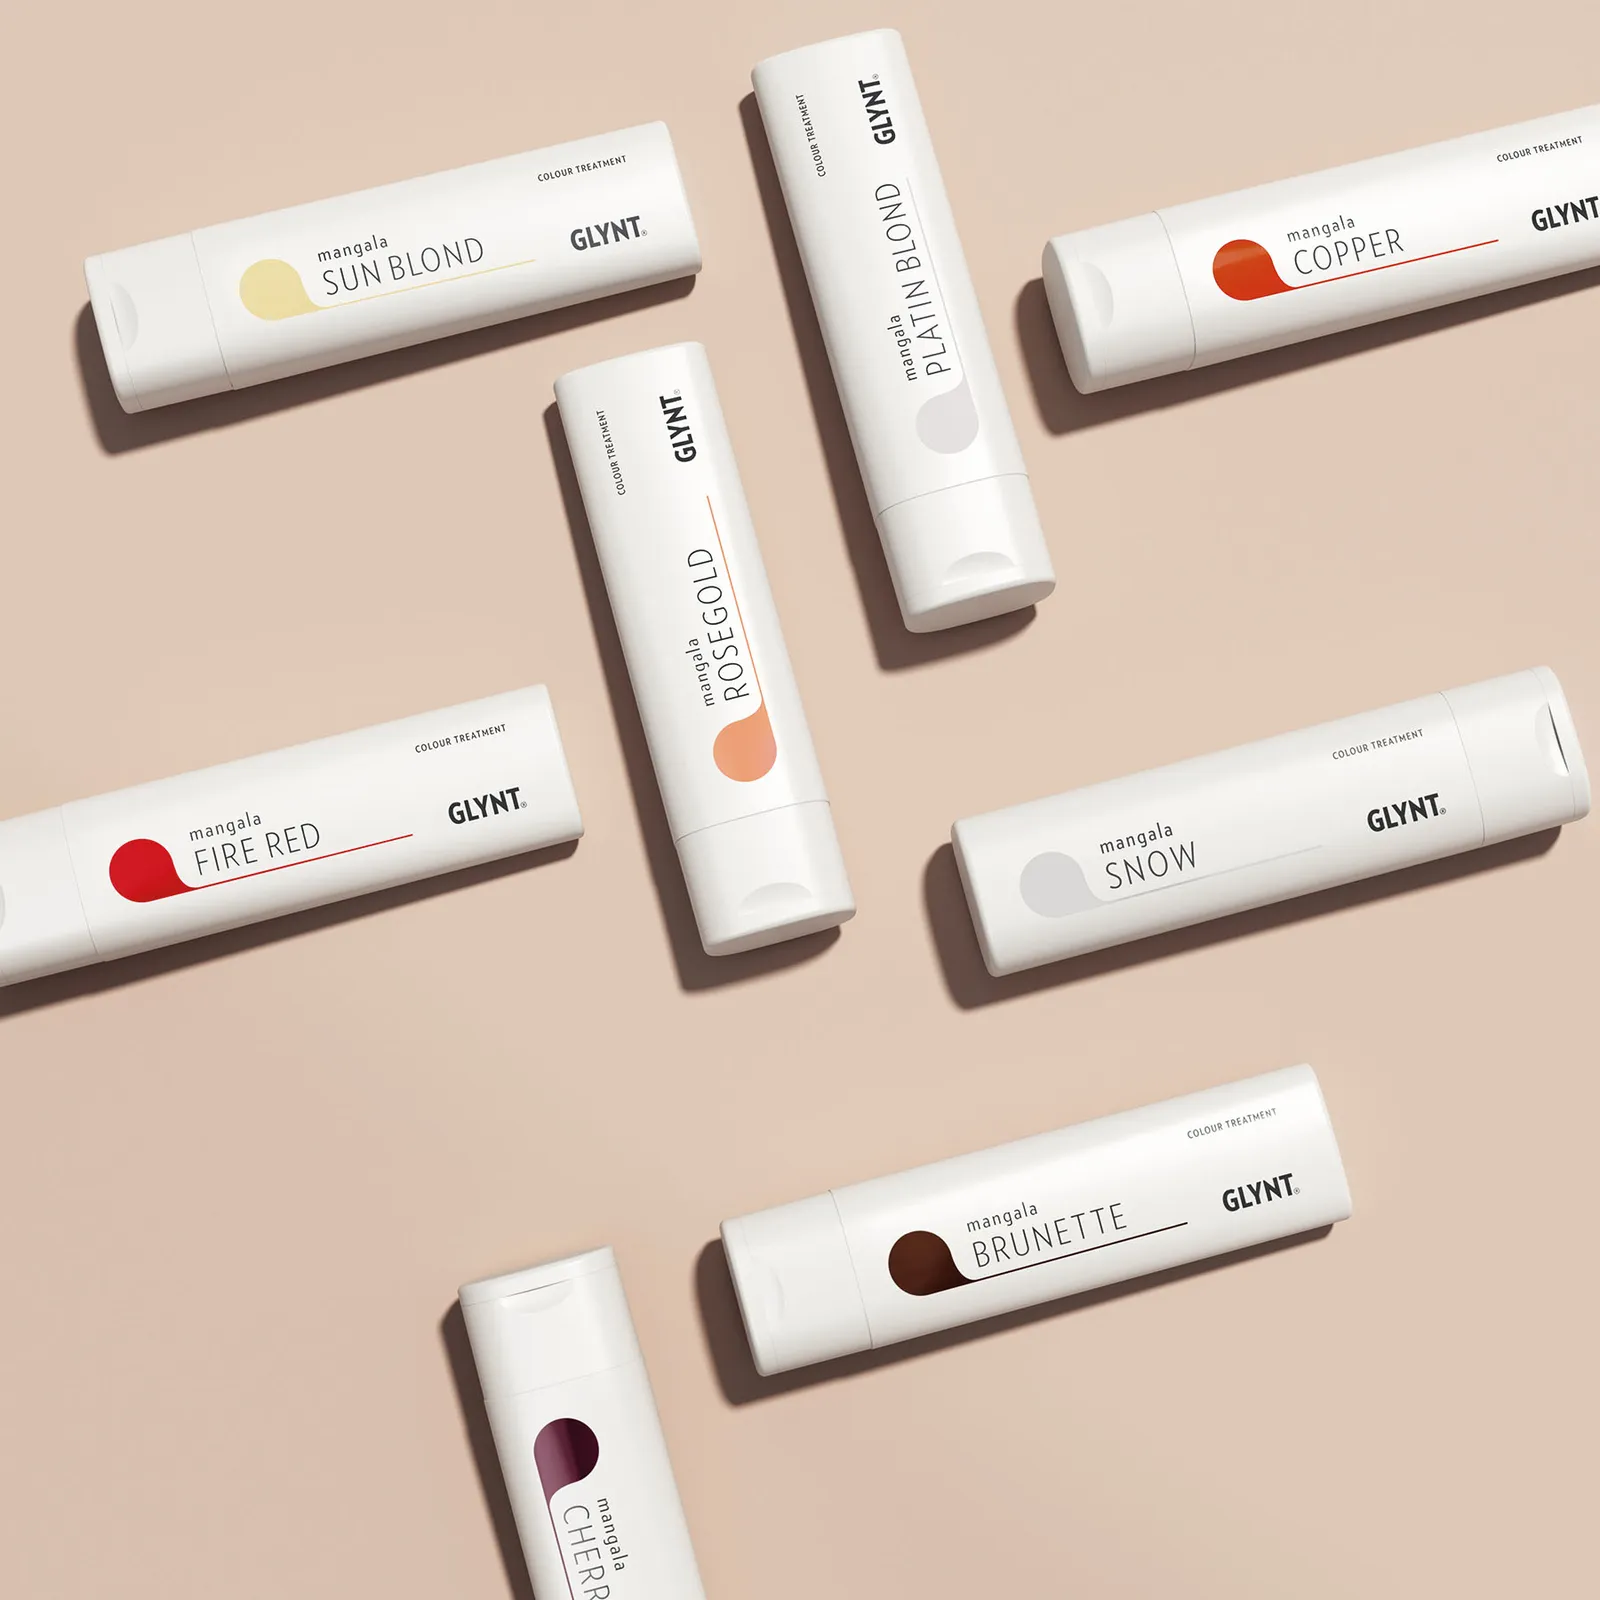 COLOUR TREATMENT
mangala
SUN BLOND
GLYNT®
COLOUR TREATMENT
GLYNT®
mangala
PLATIN BLOND
COLOUR TREATMENT
mangala
COPPER
GLYNT
COLOUR TREATMENT
GLYNT®
mangala
ROSEGOLD
COLOUR TREATMENT
mangala
FIRE RED
GLYNT®
COLOUR TREATMENT
mangala
SNOW
GLYNT®
COLOUR TREATMENT
mangala
BRUNETTE
GLYNT®
mangala
CHERR